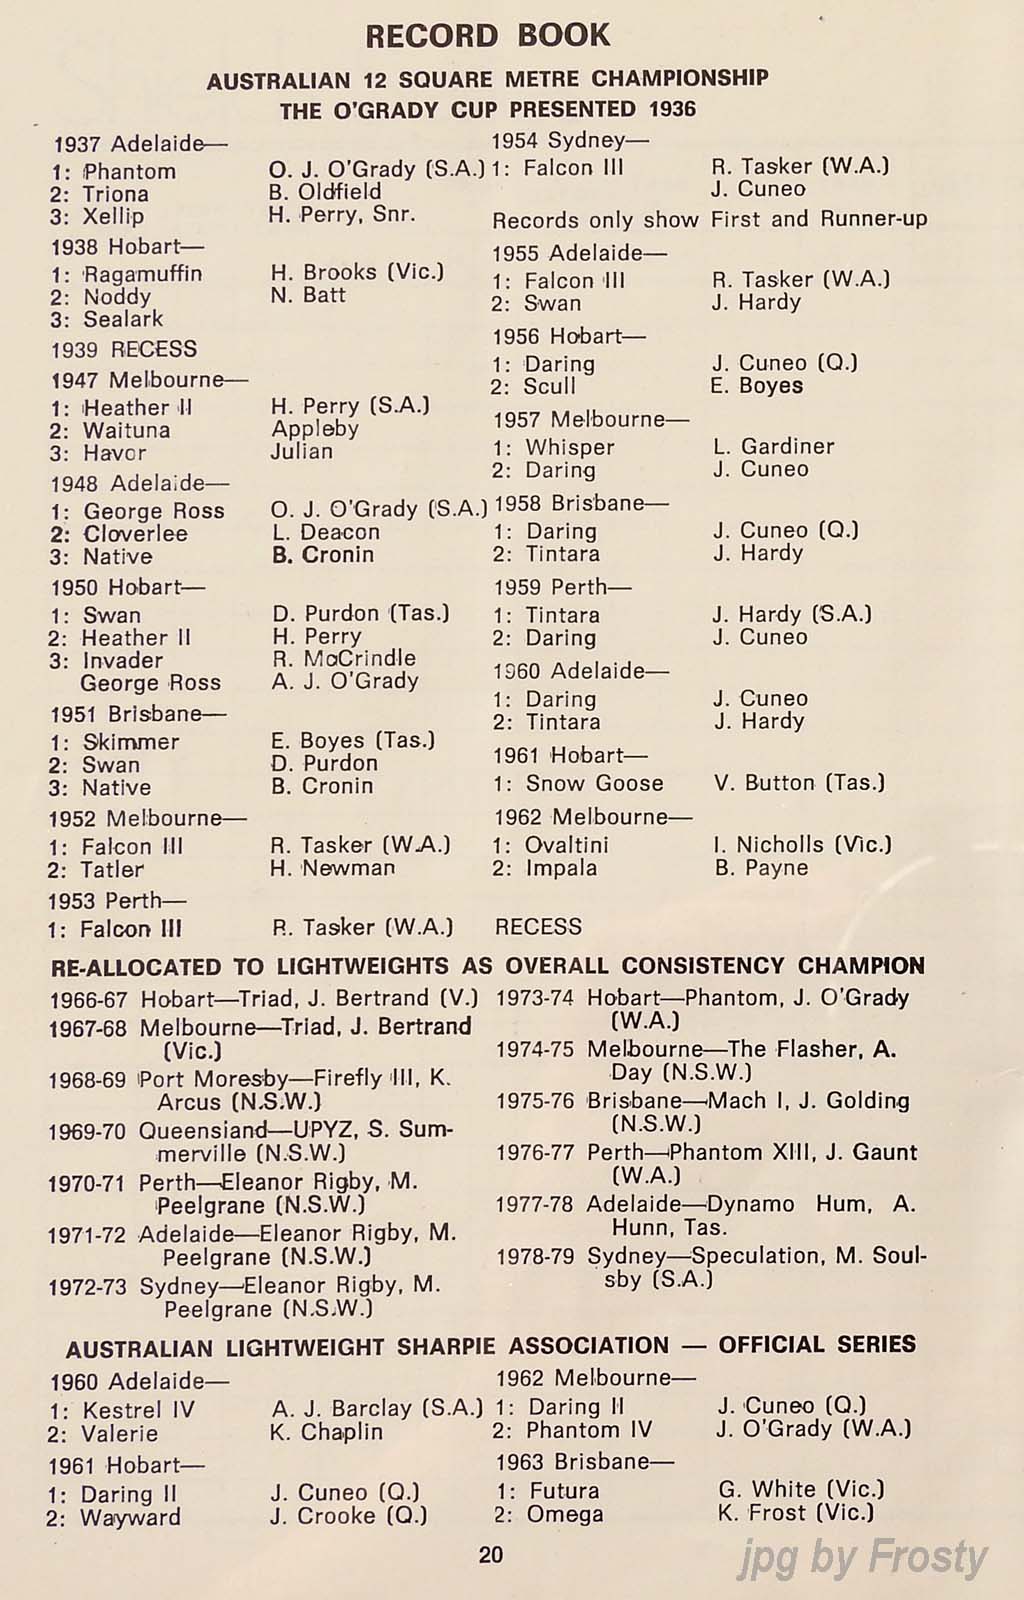 RECORD BOOK
AUSTRALIAN 12 SQUARE METRE CHAMPIONSHIP
THE O'GRADY CUP PRESENTED 1936
1937 Adelaide—
1: Phantom O. J. O'Grady (S.A.)
2: Triona B. Oldfield
3: Xellip H. Perry, Snr.
1938 Hobart—
1: Ragamuffin H. Brooks (Vic.)
2: Noddy N. Batt
3: Sealark
1939 RECESS
1947 Melbourne—
1: Heather II H. Perry (S.A.)
2: Waituna Appleby
3: Havor Julian
1948 Adelaide—
1: George Ross O. J. O'Grady (S.A.)
2: Cloverlee L. Deacon
3: Native B. Cronin
1950 Hobart—
1: Swan D. Purdon (Tas.)
2: Heather II H. Perry
3: Invader R. McCrindle
George Ross A. J. O'Grady
1951 Brisbane—
1: Skimmer E. Boyes (Tas.)
2: Swan D. Purdon
3: Native B. Cronin
1952 Melbourne—
1: Falcon III R. Tasker (W.A.)
2: Tatler H. Newman
1953 Perth—
1: Falcon III R. Tasker (W.A.)
1954 Sydney—
1: Falcon III R. Tasker (W.A.)
J. Cuneo
Records only show First and Runner-up
1955 Adelaide—
1: Falcon III R. Tasker (W.A.)
2: Swan J. Hardy
1956 Hobart—
1: Daring J. Cuneo (Q.)
2: Scull E. Boyes
1957 Melbourne—
1: Whisper L. Gardiner
2: Daring J. Cuneo
1958 Brisbane—
1: Daring J. Cuneo (Q.)
2: Tintara J. Hardy
1959 Perth—
1: Tintara J. Hardy (S.A.)
2: Daring J. Cuneo
1960 Adelaide—
1: Daring J. Cuneo
2: Tintara J. Hardy
1961 Hobart—
1: Snow Goose V. Button (Tas.)
1962 Melbourne—
1: Ovaltini I. Nicholls (Vic.)
2: Impala B. Payne
RECESS
RE-ALLOCATED TO LIGHTWEIGHTS AS OVERALL CONSISTENCY CHAMPION
1966-67 Hobart—Triad, J. Bertrand (V.)
1967-68 Melbourne—Triad, J. Bertrand
(Vic.)
1968-69 Port Moresby—Firefly III, K.
Arcus (N.S.W.)
1969-70 Queensland—UPYZ, S. Sum-
merville (N.S.W.)
1970-71 Perth—Eleanor Rigby, M.
Peelgrane (N.S.W.)
1971-72 Adelaide—Eleanor Rigby, M.
Peelgrane (N.S.W.)
1972-73 Sydney—Eleanor Rigby, M.
Peelgrane (N.S.W.)
1973-74 Hobart—Phantom, J. O'Grady
(W.A.)
1974-75 Melbourne—The Flasher, A.
Day (N.S.W.)
1975-76 Brisbane—Mach I, J. Golding
(N.S.W.)
1976-77 Perth—Phantom XIII, J. Gaunt
(W.A.)
1977-78 Adelaide—Dynamo Hum, A.
Hunn, Tas.
1978-79 Sydney—Speculation, M. Soul-
sby (S.A.)
AUSTRALIAN LIGHTWEIGHT SHARPIE ASSOCIATION — OFFICIAL SERIES
1960 Adelaide—
1: Kestrel IV A. J. Barclay (S.A.)
2: Valerie K. Chaplin
1961 Hobart—
1: Daring II J. Cuneo (Q.)
2: Wayward J. Crooke (Q.)
1962 Melbourne—
1: Daring II J. Cuneo (Q.)
2: Phantom IV J. O'Grady (W.A.)
1963 Brisbane—
1: Futura G. White (Vic.)
2: Omega K. Frost (Vic.)
20
jpg by Frosty